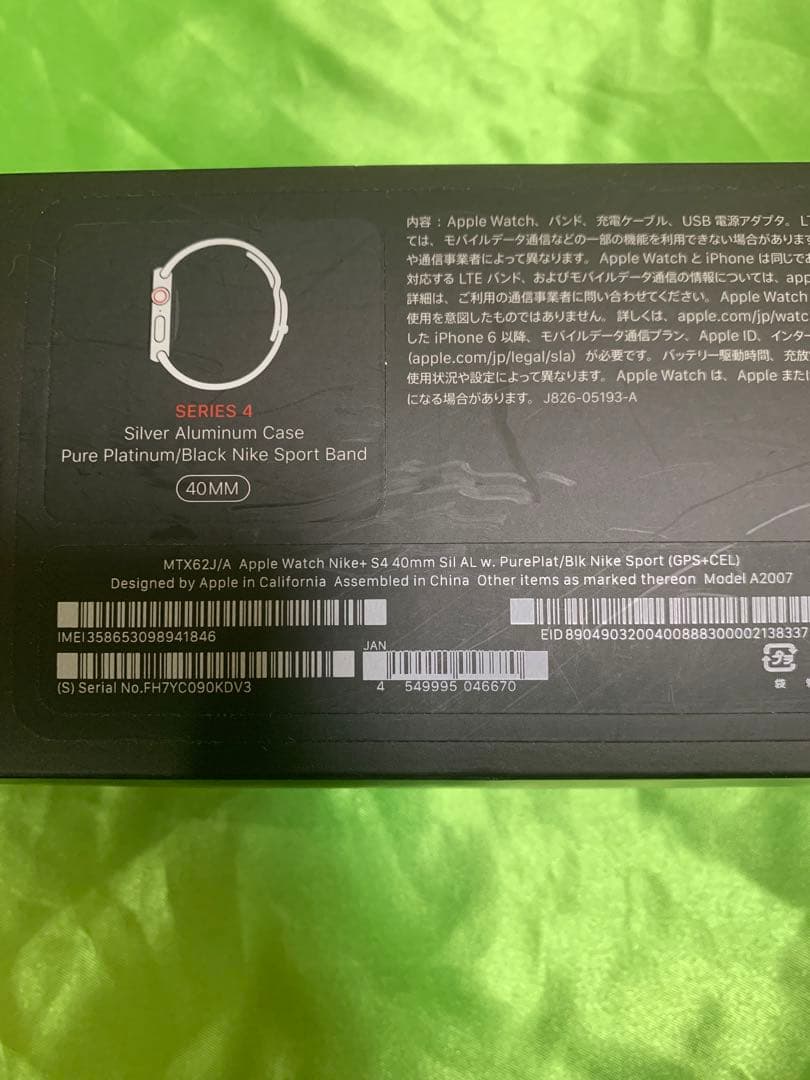 SERIES 4
Silver Aluminum Case
Pure Platinum/Black Nike Sport Band
40MM
内容：Apple Watch、バンド、充電ケーブル、USB 電源アダプタ。
ては、モバイルデータ通信などの一部の機能を利用できない場合がありま
や通信事業者によって異なります。Apple Watch と iPhone は同じ
対応する LTE バンド、およびモバイルデータ通信の情報については、app
詳細は、ご利用の通信事業者に問い合わせてください。Apple Watch
使用を意図したものではありません。詳しくは、apple.com/jp/watc
した iPhone 6 以降、モバイルデータ通信プラン、Apple ID、インター
(apple.com/jp/legal/sla) が必要です。バッテリー駆動時間、充放
使用状況や設定によって異なります。Apple Watch は、Apple また
になる場合があります。J826-05193-A
MTX62J/A Apple Watch Nike+ S4 40mm Sil AL w. PurePlat/Blk Nike Sport (GPS+CEL)
Designed by Apple in California Assembled in China Other items as marked thereon Model A2007
IMEI358653098941846
EID89049032004008883000002138337
(S) Serial No.FH7YC090KDV3
JAN
4 549995 046670
プラ
袋